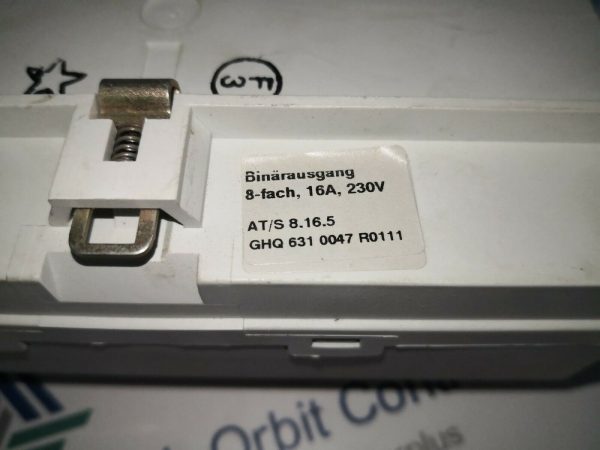 Binärausgang
8-fach, 16A, 230V
AT/S 8.16.5
GHQ 631 0047 R0111
Orbit